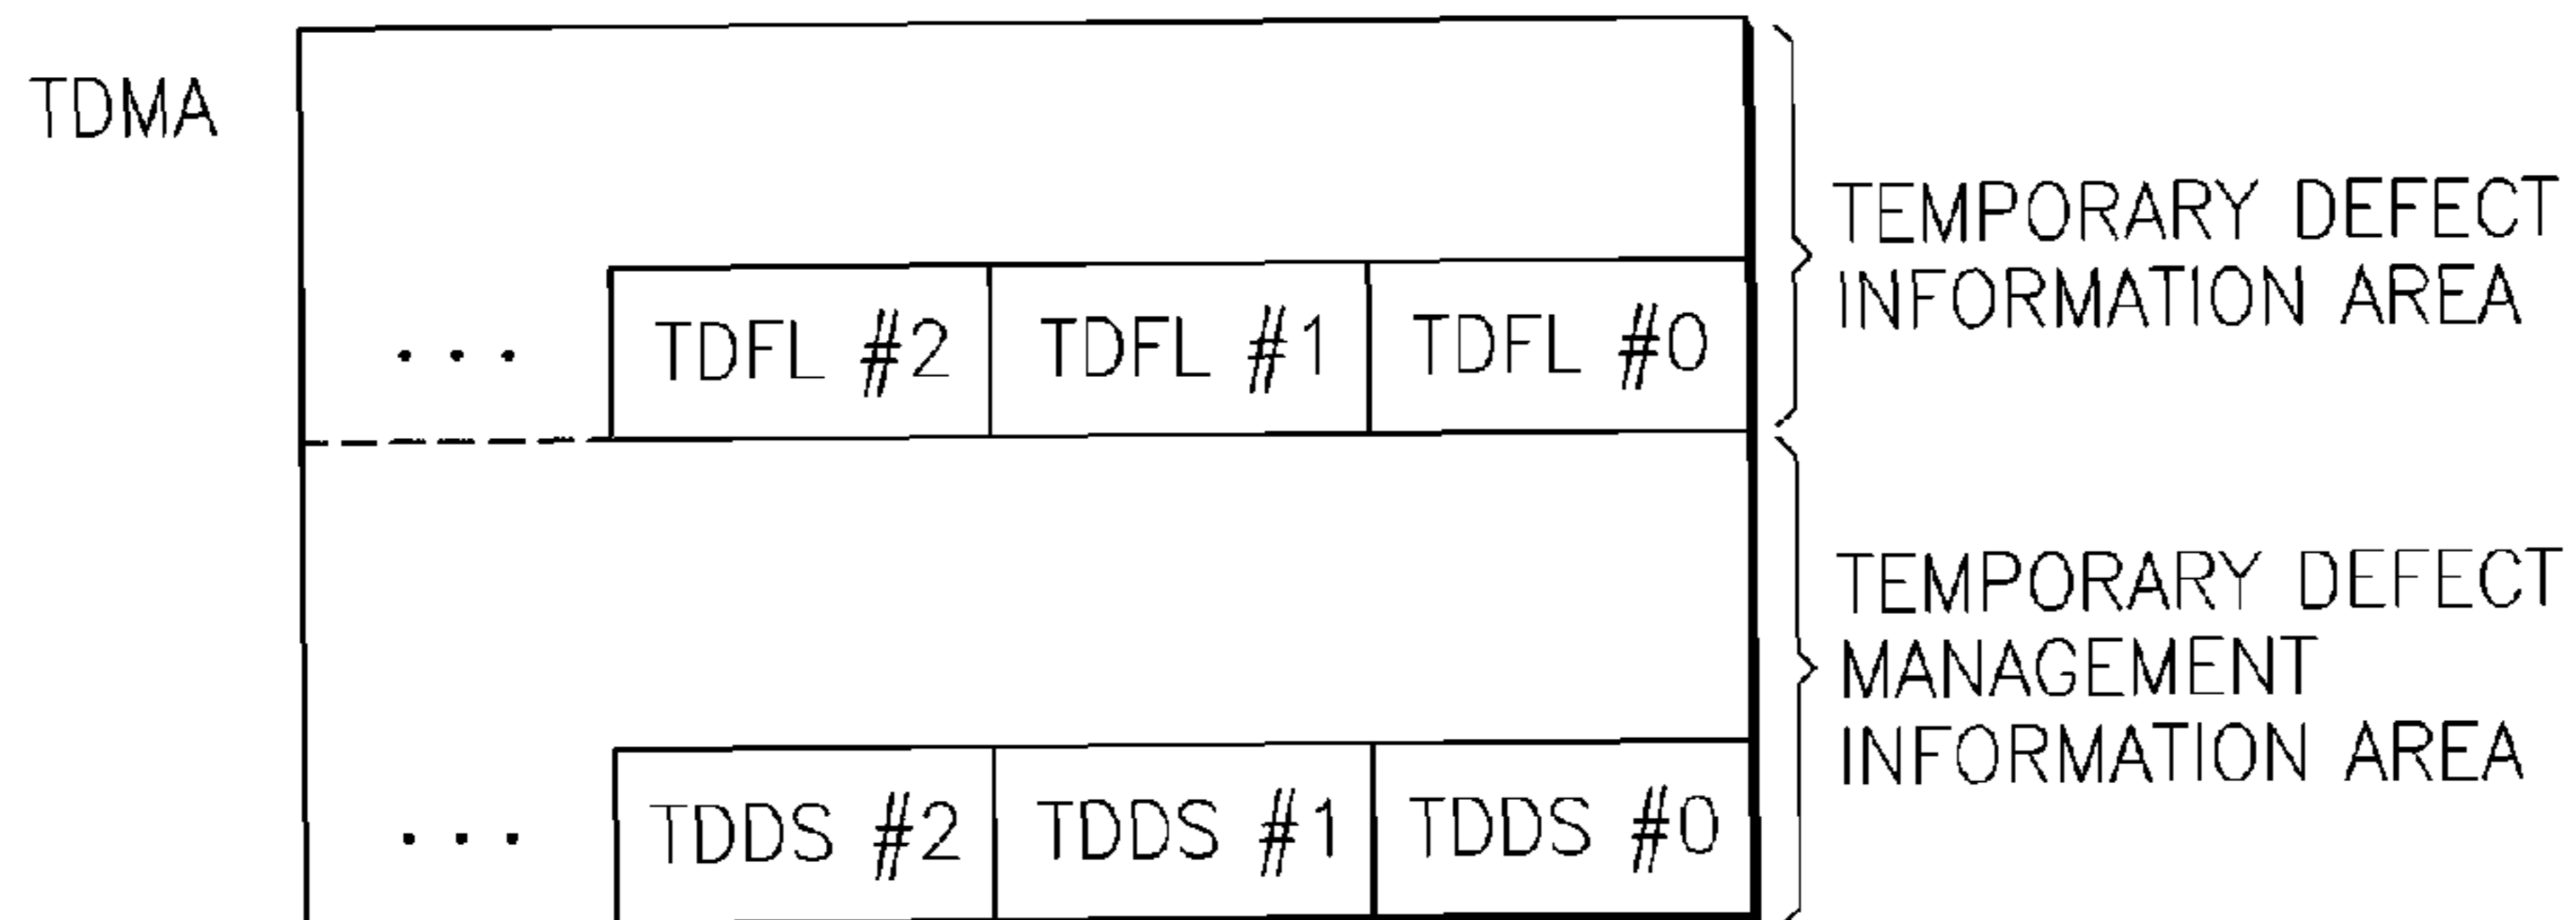 TDMA
TEMPORARY DEFECT
INFORMATION AREA
... TDFL #2 TDFL #1 TDFL #0
TEMPORARY DEFECT
MANAGEMENT
INFORMATION AREA
... TDDS #2 TDDS #1 TDDS #0